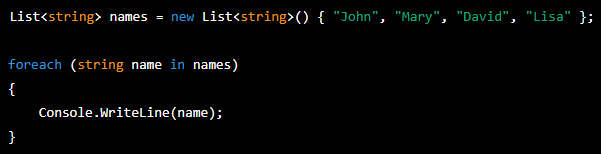 List<string> names = new List<string>() { "John", "Mary", "David", "Lisa" };
foreach (string name in names)
{
    Console.WriteLine(name);
}